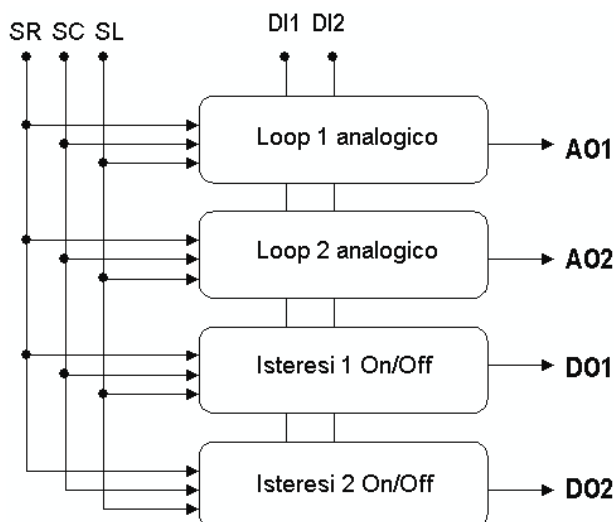 SR SC SL DI1 DI2
Loop 1 analogico
AO1
Loop 2 analogico
AO2
Isteresi 1 On/Off
DO1
Isteresi 2 On/Off
DO2